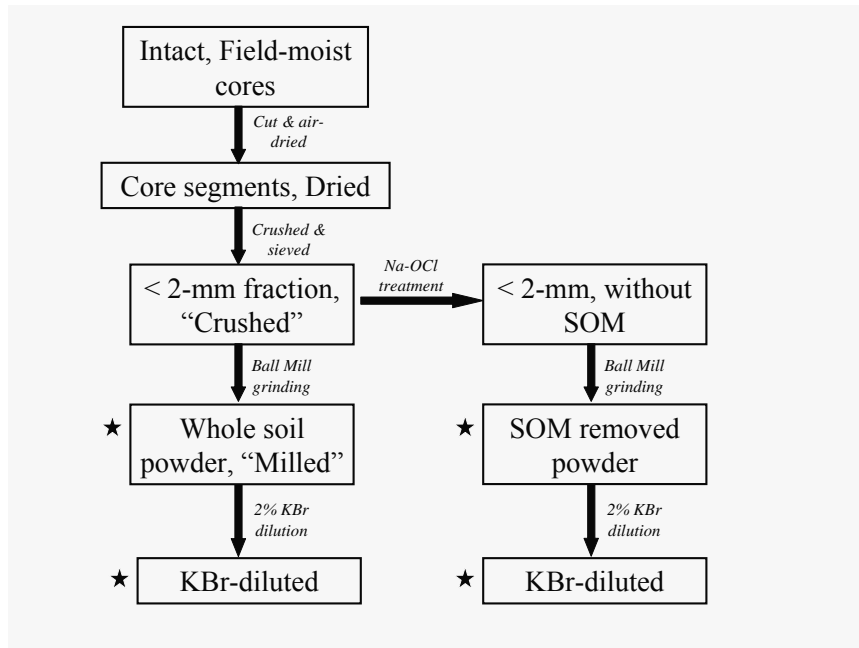 Intact, Field-moist
cores
Cut & air-
dried
Core segments, Dried
Crushed &
sieved
< 2-mm fraction,
“Crushed”
Na-OCl
treatment
< 2-mm, without
SOM
Ball Mill
grinding
Ball Mill
grinding
Whole soil
powder, “Milled”
SOM removed
powder
2% KBr
dilution
2% KBr
dilution
KBr-diluted
KBr-diluted